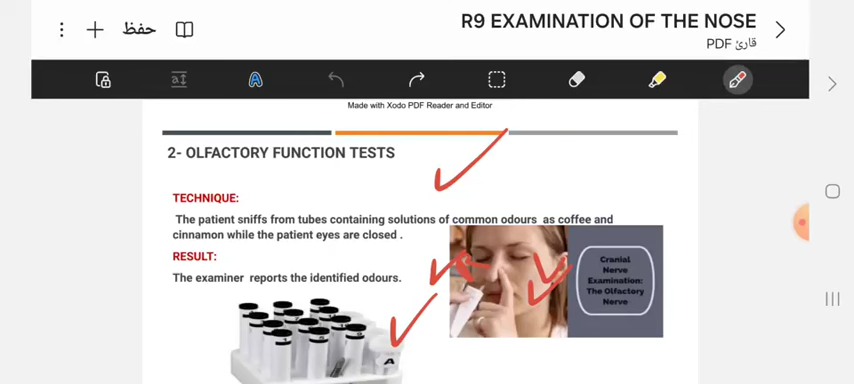 حفظ
R9 EXAMINATION OF THE NOSE
قارئ PDF
Made with Xodo PDF Reader and Editor
2- OLFACTORY FUNCTION TESTS
TECHNIQUE:
The patient sniffs from tubes containing solutions of common odours as coffee and
cinnamon while the patient eyes are closed .
RESULT:
The examiner reports the identified odours.
Cranial
Nerve
Examination:
The Olfactory
Nerve
A